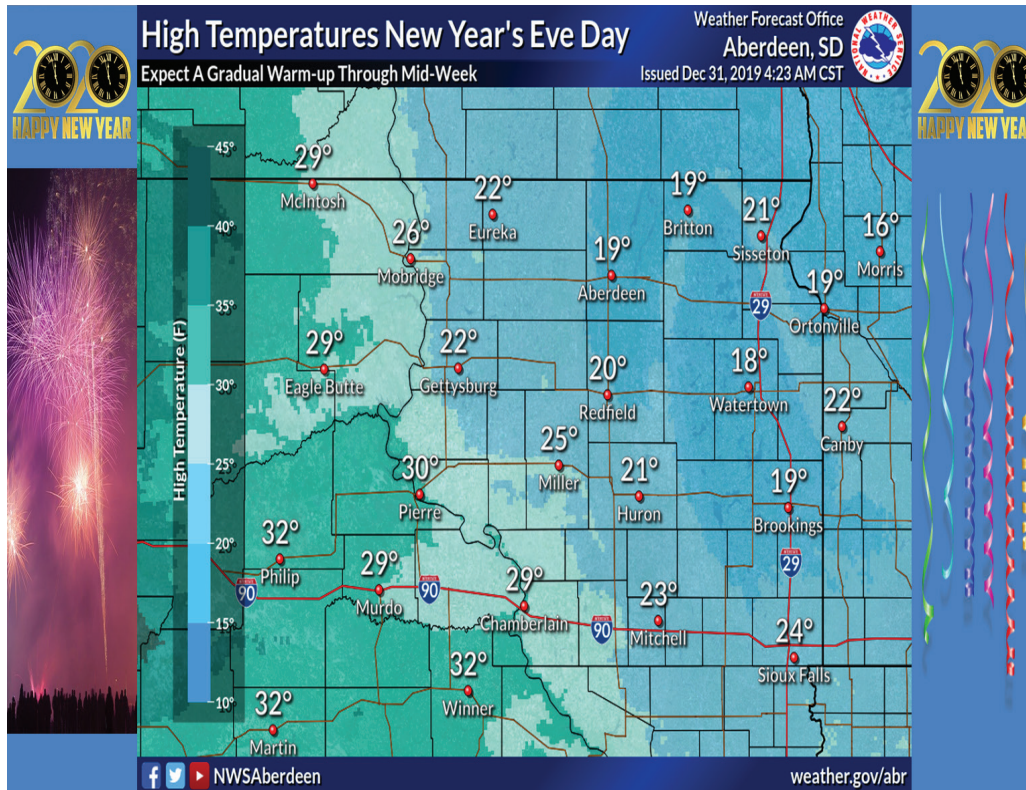 2020
HAPPY NEW YEAR
High Temperatures New Year's Eve Day
Expect A Gradual Warm-up Through Mid-Week
Weather Forecast Office
Aberdeen, SD
Issued Dec 31, 2019 4:23 AM CST
NATIONAL WEATHER SERVICE
2020
HAPPY NEW YEA
High Temperature (F)
45°
40°
35°
30°
25°
20°
15°
10°
29°
McIntosh
22°
Eureka
19°
Britton
21°
Sisseton
16°
Morris
26°
Mobridge
19°
Aberdeen
19°
Ortonville
29
29°
Eagle Butte
22°
Gettysburg
20°
Redfield
18°
Watertown
22°
Canby
25°
Miller
30°
Pierre
21°
Huron
19°
Brookings
29
32°
Philip
90
29°
Murdo
90
29°
Chamberlain
90
23°
Mitchell
24°
Sioux Falls
32°
Winner
32°
Martin
NWSAberdeen
weather.gov/abr